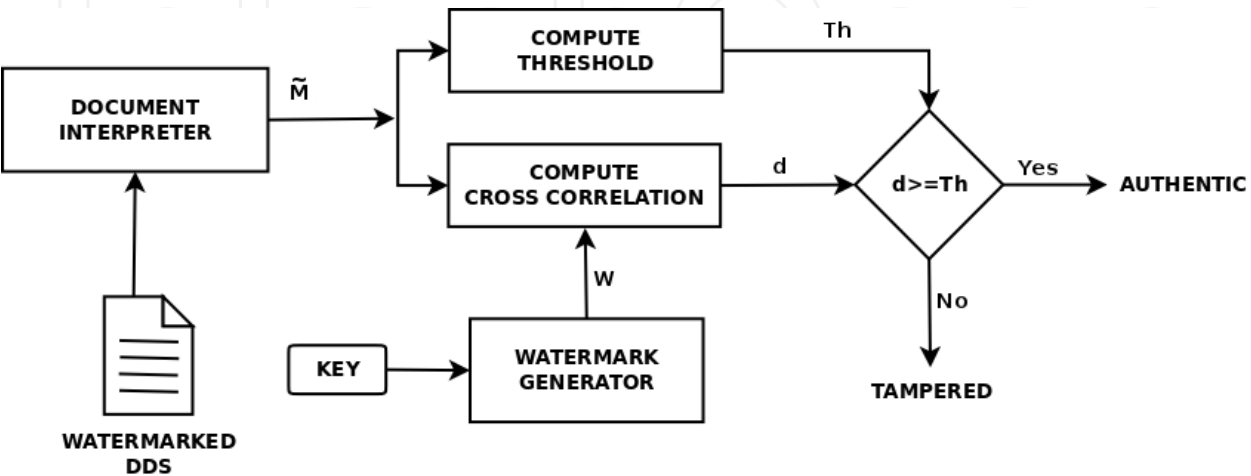 COMPUTE
THRESHOLD
Th
DOCUMENT
INTERPRETER
M̃
COMPUTE
CROSS CORRELATION
d
d>=Th
Yes
AUTHENTIC
W
No
KEY
WATERMARK
GENERATOR
TAMPERED
WATERMARKED
DDS